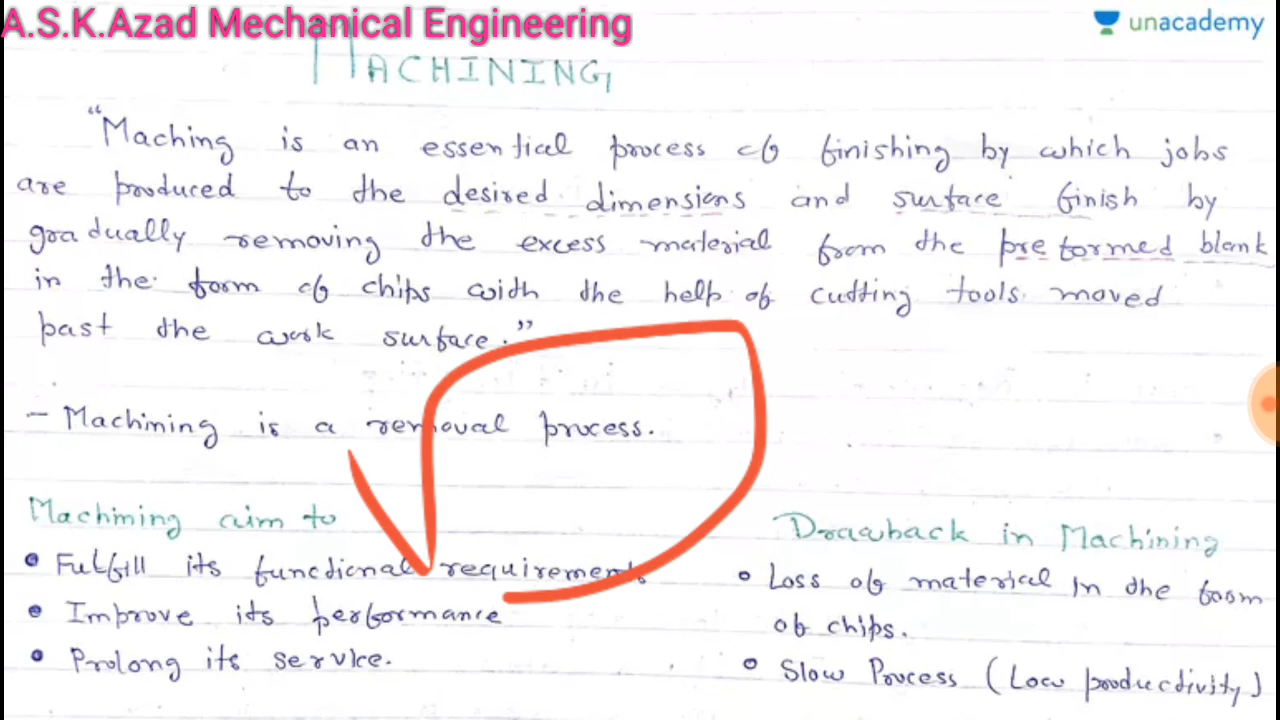 A.S.K.Azad Mechanical Engineering
unacademy
MACHINING
"Maching is an essential process of finishing by which jobs
are produced to the desired dimensions and surface finish by
gradually removing the excess material from the preformed blank
in the form of chips with the help of cutting tools moved
past the work surface."
- Machining is a removal process.
Machining aim to
• Fulfill its functional requirements
• Improve its performance
• Prolong its service.
Drawback in Machining
• Loss of material in the form
of chips.
• Slow Process (Low productivity)